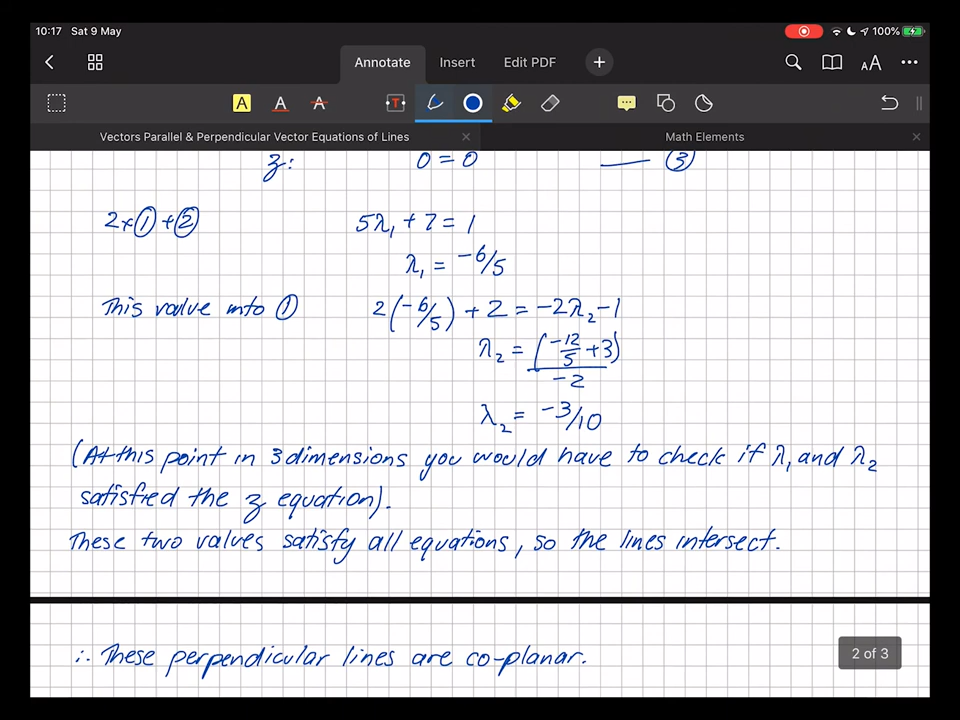 10:17 Sat 9 May 100%
Annotate Insert Edit PDF
AA
A A A T
Vectors Parallel & Perpendicular Vector Equations of Lines Math Elements
z: 0 = 0 —— ③
2×① + ② 5λ₁ + 7 = 1
λ₁ = -6/5
This value into ① 2(-6/5) + 2 = -2λ₂ - 1
λ₂ = (-12/5 + 3)/-2
λ₂ = -3/10
(At this point in 3 dimensions you would have to check if λ₁ and λ₂
satisfied the z equation).
These two values satisfy all equations, so the lines intersect.
∴ These perpendicular lines are co-planar.
2 of 3